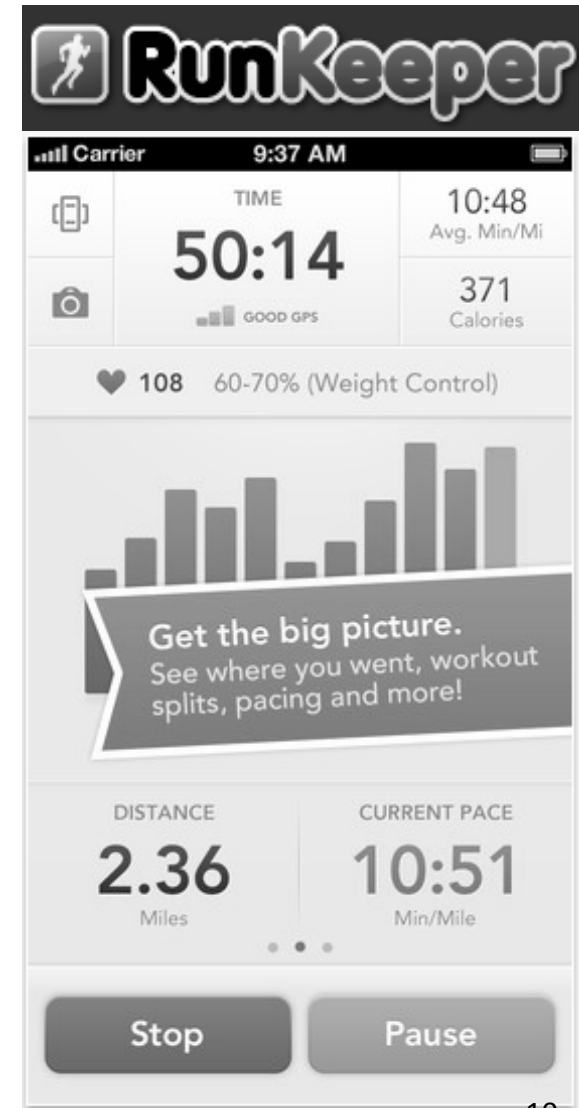 RunKeeper
Carrier 9:37 AM
TIME
50:14
GOOD GPS
10:48
Avg. Min/Mi
371
Calories
108 60-70% (Weight Control)
Get the big picture.
See where you went, workout
splits, pacing and more!
DISTANCE
2.36
Miles
CURRENT PACE
10:51
Min/Mile
Stop
Pause